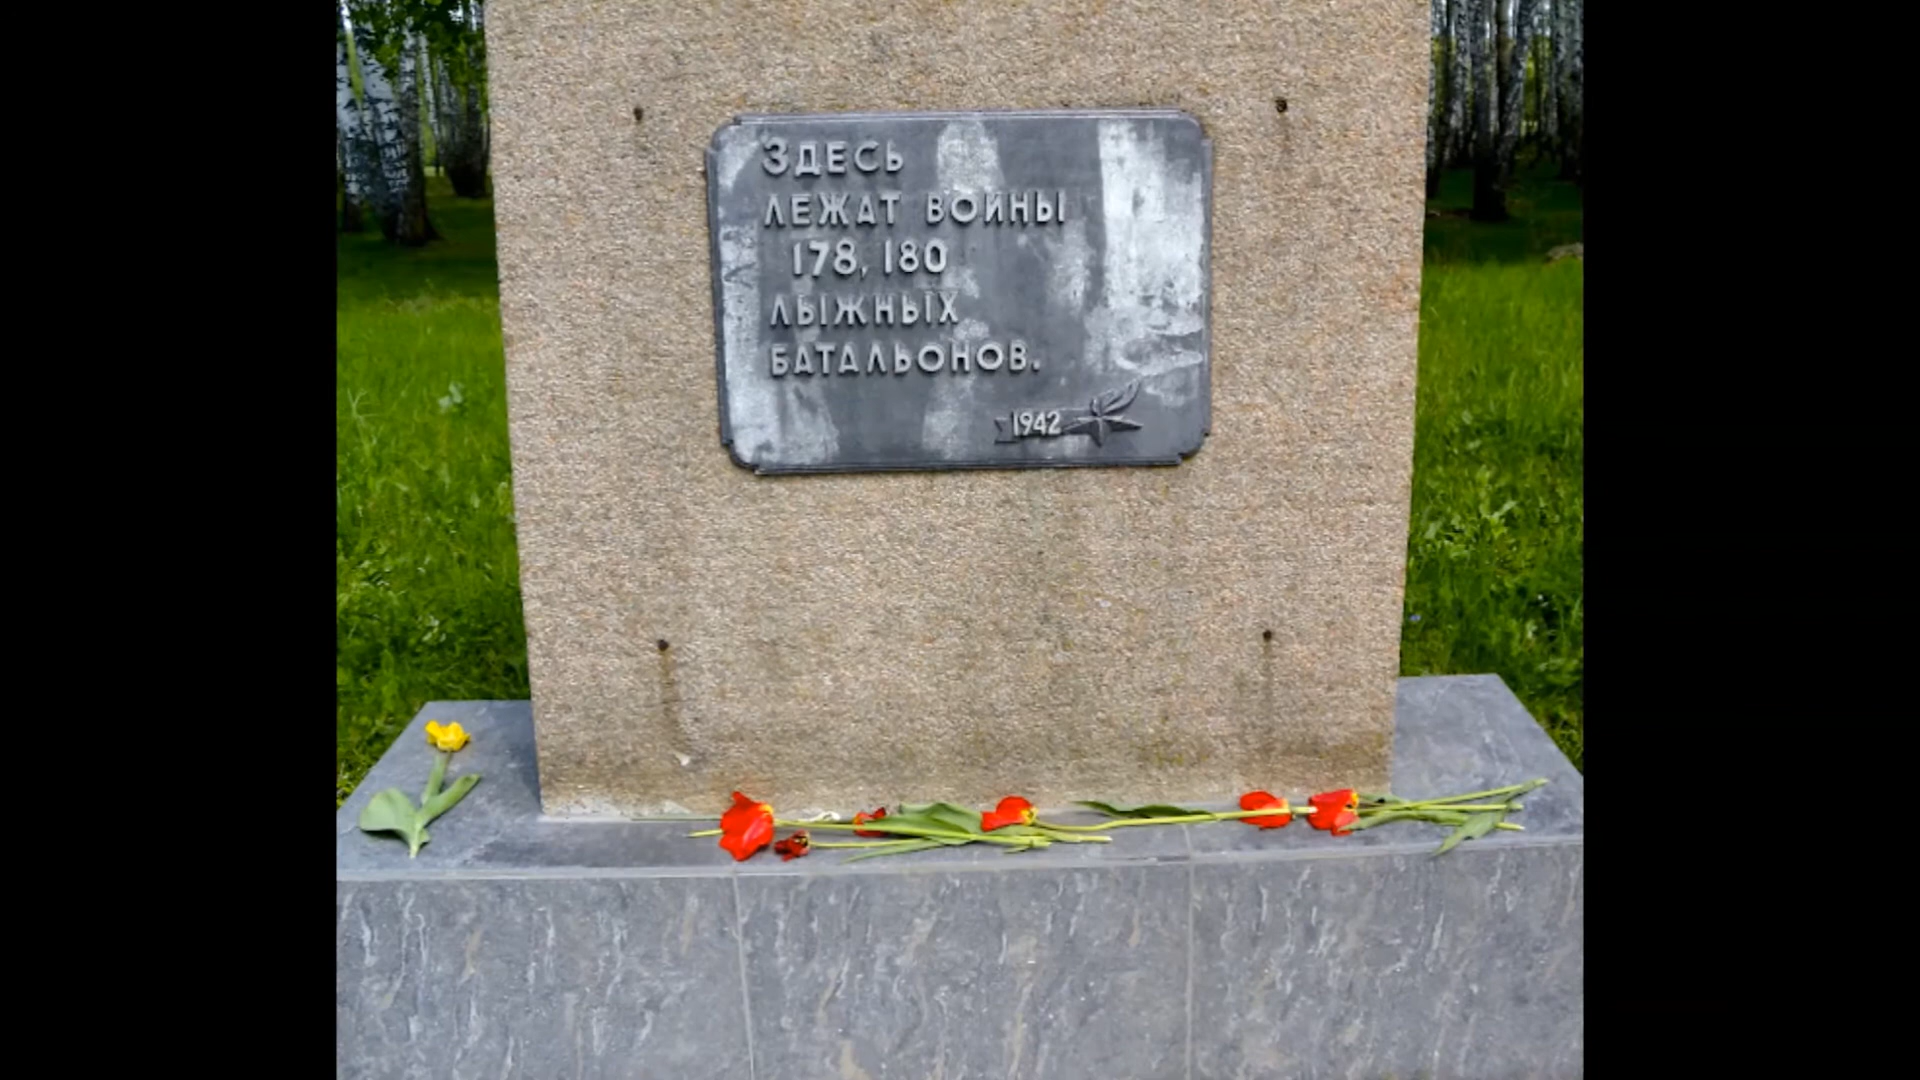 ЗДЕСЬ
ЛЕЖАТ ВОИНЫ
178, 180
ЛЫЖНЫХ
БАТАЛЬОНОВ.
1942